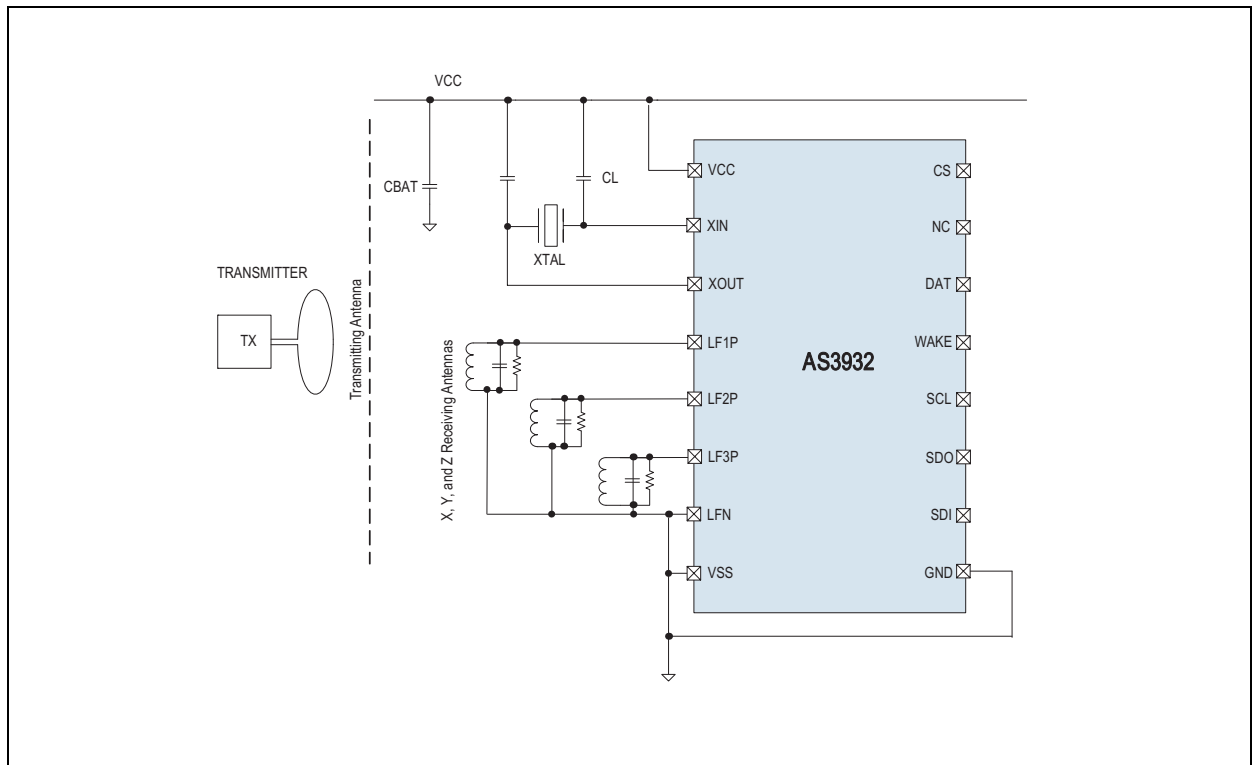 VCC
CBAT
CL
XTAL
TRANSMITTER
TX
Transmitting Antenna
X, Y, and Z Receiving Antennas
VCC
XIN
XOUT
LF1P
LF2P
LF3P
LFN
VSS
AS3932
CS
NC
DAT
WAKE
SCL
SDO
SDI
GND